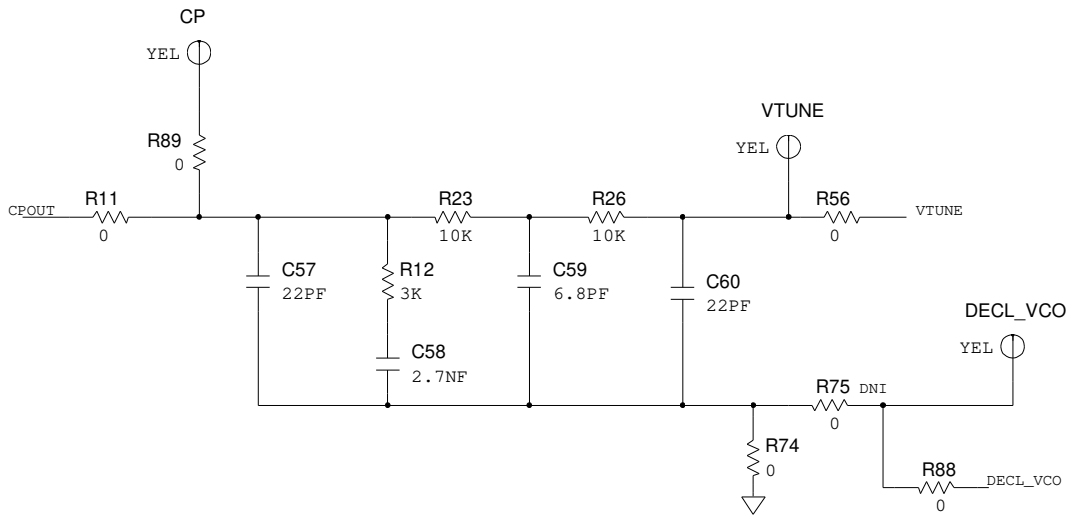 CP
YEL
R89
0
VTUNE
YEL
CPOUT
R11
0
R23
10K
R26
10K
R56
0
VTUNE
C57
22PF
R12
3K
C59
6.8PF
C60
22PF
C58
2.7NF
DECL_VCO
YEL
R75
DNI
0
R74
0
R88
0
DECL_VCO